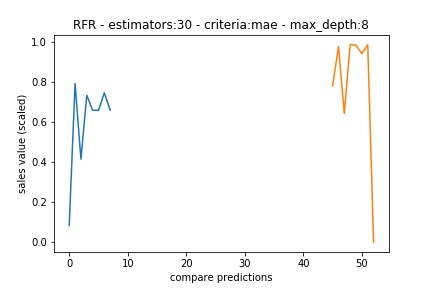 RFR - estimators:30 - criteria:mae - max_depth:8
1.0
0.8
0.6
0.4
0.2
0.0
sales value (scaled)
0 10 20 30 40 50
compare predictions